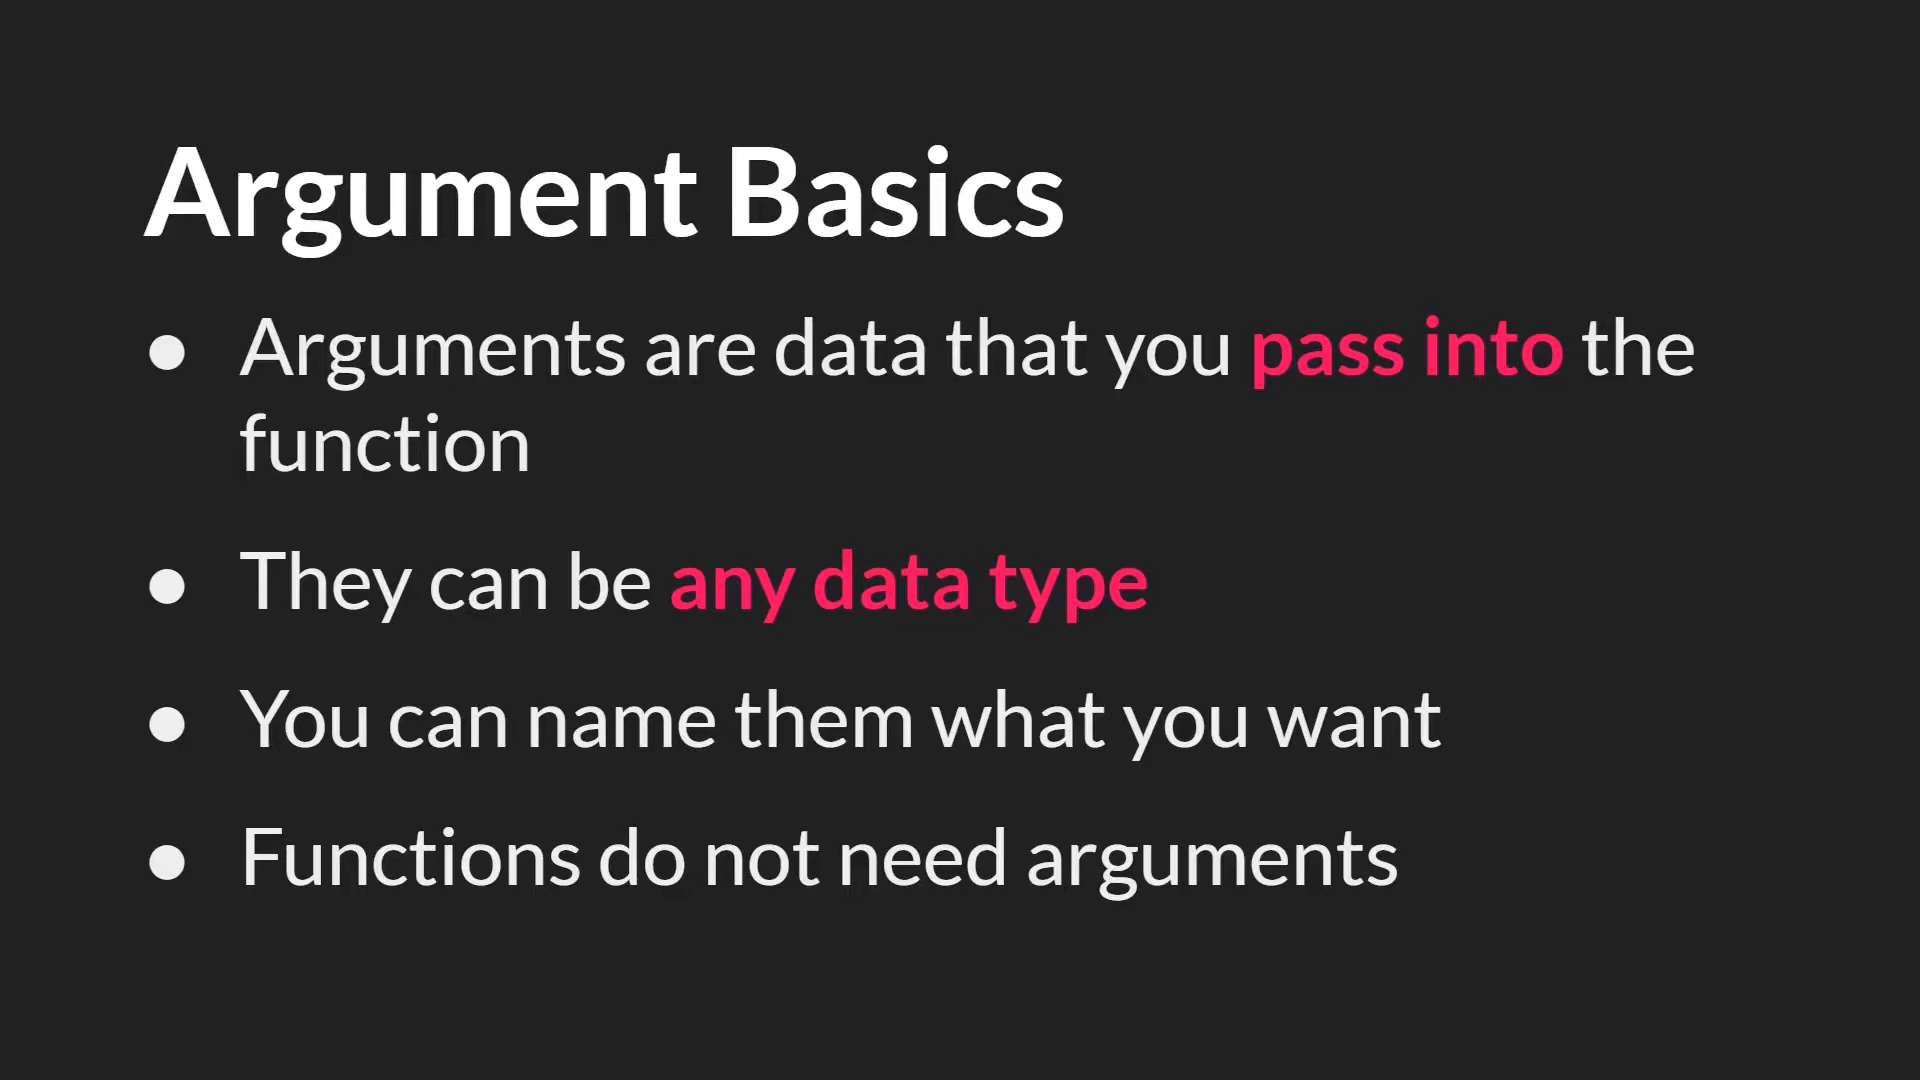 Argument Basics
● Arguments are data that you pass into the
function
● They can be any data type
● You can name them what you want
● Functions do not need arguments